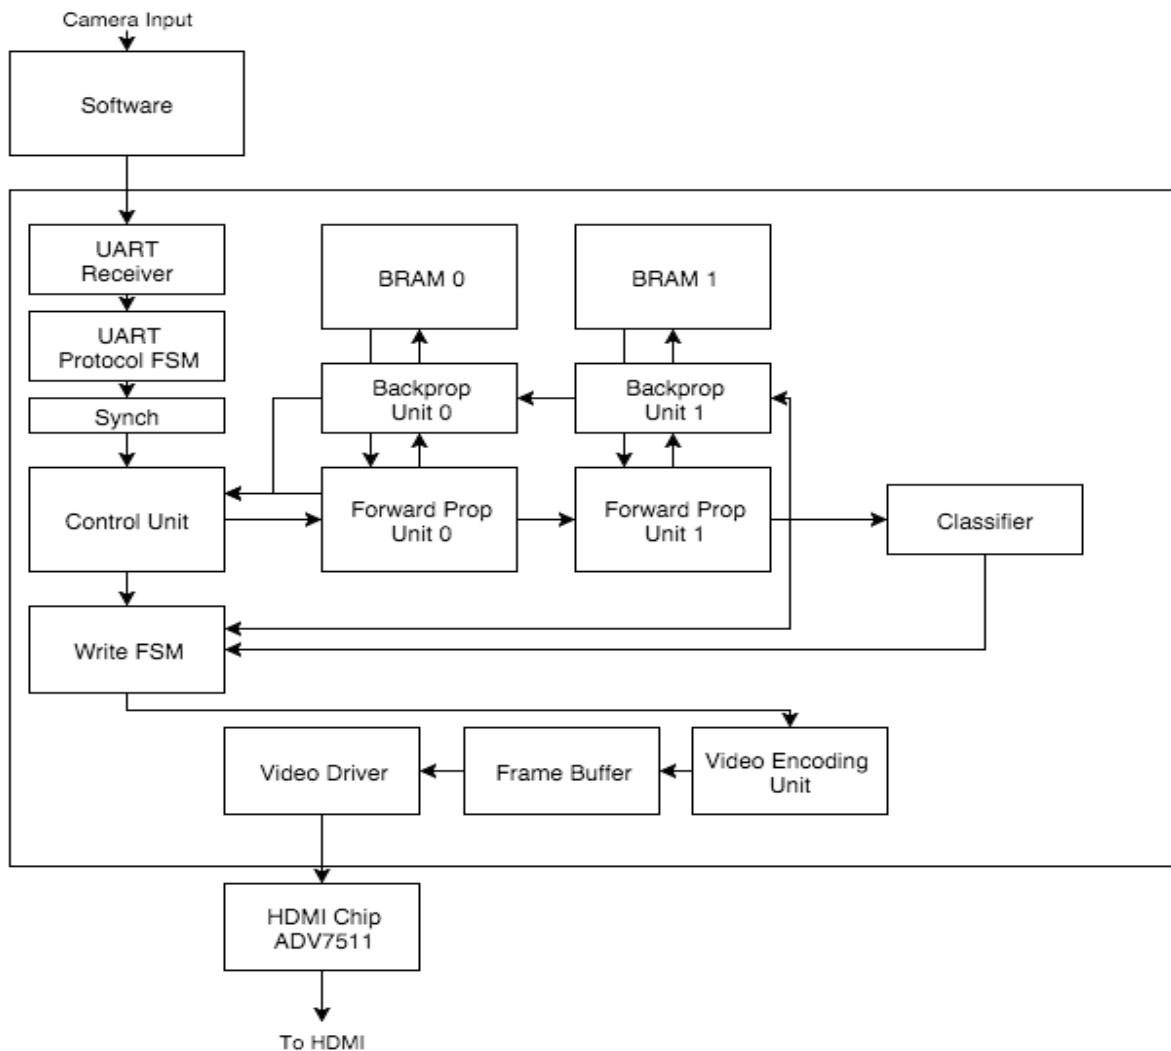 Camera Input
Software
UART
Receiver
BRAM 0
BRAM 1
UART
Protocol FSM
Backprop
Unit 0
Backprop
Unit 1
Synch
Control Unit
Forward Prop
Unit 0
Forward Prop
Unit 1
Classifier
Write FSM
Video Driver
Frame Buffer
Video Encoding
Unit
HDMI Chip
ADV7511
To HDMI